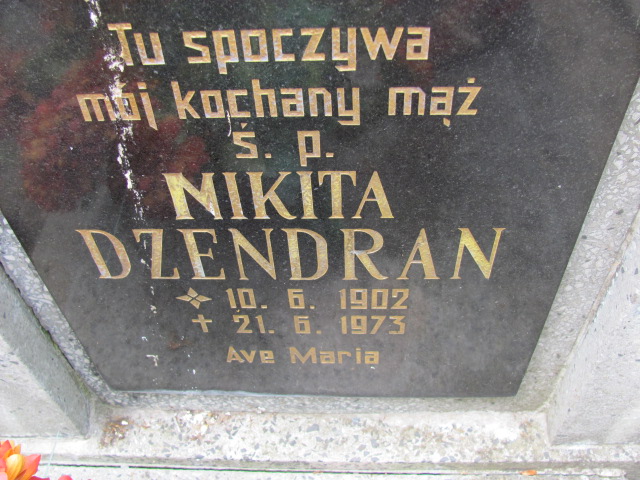 Tu spoczywa
mój kochany mąż
ś. p.
NIKITA
DZENDRAN
10. 6. 1902
21. 6. 1973
Ave Maria